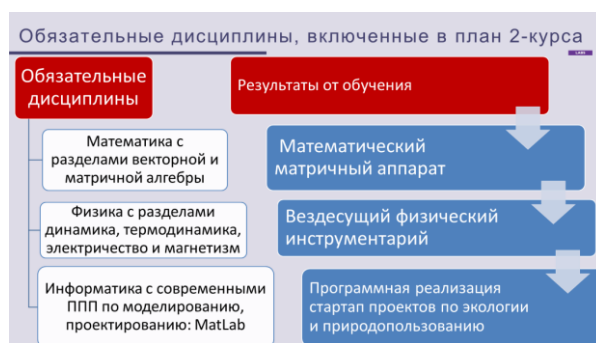 Обязательные дисциплины, включенные в план 2-курса
Обязательные
дисциплины
Математика с
разделами векторной и
матричной алгебры
Физика с разделами
динамика, термодинамика,
электричество и магнетизм
Информатика с современными
ППП по моделированию,
проектированию: MatLab
Результаты от обучения
Математический
матричный аппарат
Вездесущий физический
инструментарий
Программная реализация
стартап проектов по экологии
и природопользованию